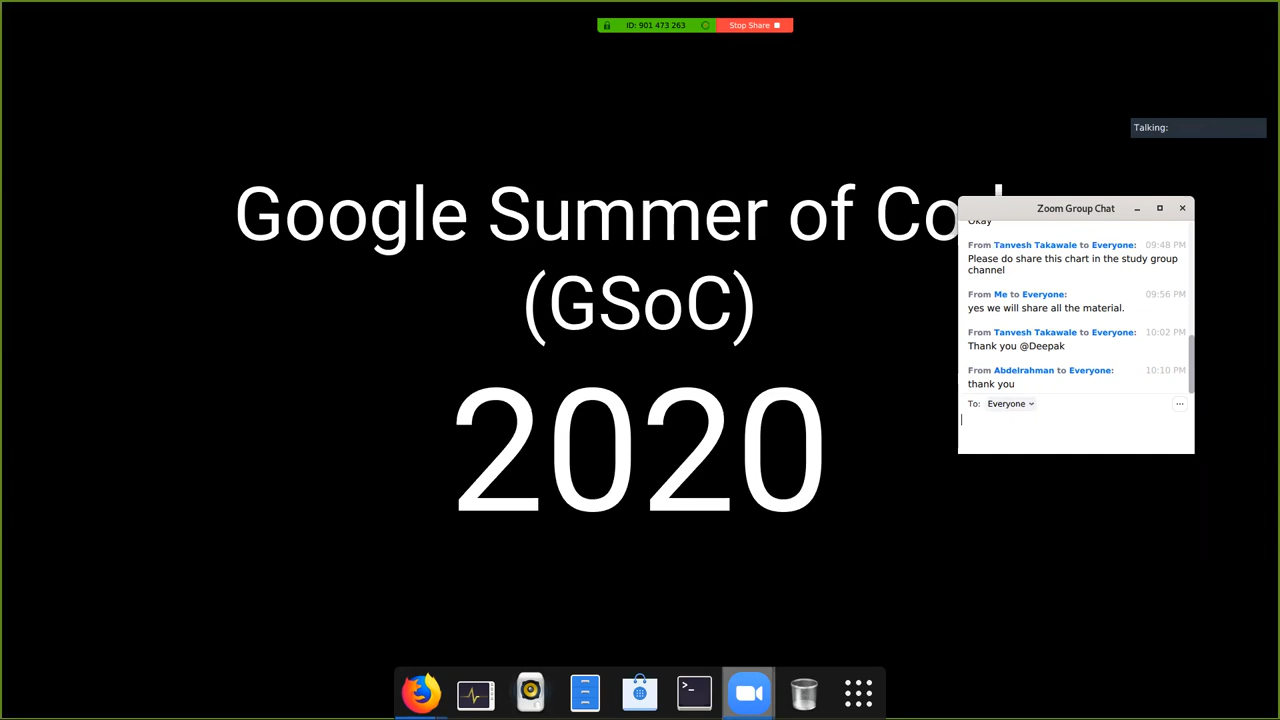 ID: 901 473 263
Stop Share
Talking:
Google Summer of Co
(GSoC)
2020
Zoom Group Chat
Okay
From Tanvesh Takawale to Everyone: 09:48 PM
Please do share this chart in the study group
channel
From Me to Everyone: 09:56 PM
yes we will share all the material.
From Tanvesh Takawale to Everyone: 10:02 PM
Thank you @Deepak
From Abdelrahman to Everyone: 10:10 PM
thank you
To: Everyone